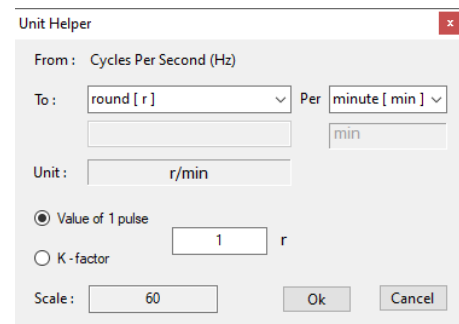 Unit Helper x
From : Cycles Per Second (Hz)
To : round [ r ] Per minute [ min ]
min
Unit : r/min
Value of 1 pulse
1 r
K - factor
Scale : 60 Ok Cancel